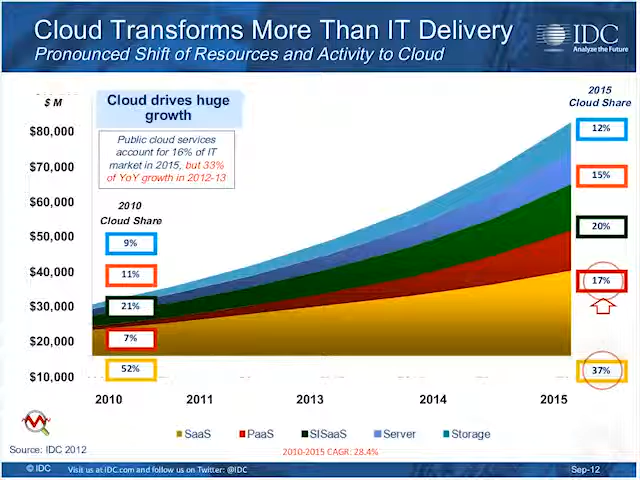 Cloud Transforms More Than IT Delivery
Pronounced Shift of Resources and Activity to Cloud
IDC
Analyze the Future
$ M
$80,000
$70,000
$60,000
$50,000
$40,000
$30,000
$20,000
$10,000
Cloud drives huge
growth
Public cloud services
account for 16% of IT
market in 2015, but 33%
of YoY growth in 2012-13
2010
Cloud Share
9%
11%
21%
7%
52%
2015
Cloud Share
12%
15%
20%
17%
37%
2010 2011 2013 2014 2015
SaaS PaaS SISaaS Server Storage
Source: IDC 2012
2010-2015 CAGR: 28.4%
© IDC Visit us at IDC.com and follow us on Twitter: @IDC Sep-12